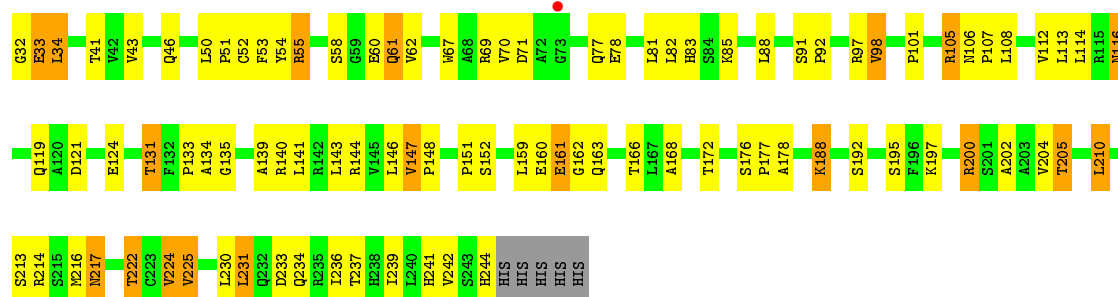 G32 E33 L34 T41 V42 V43 Q46 L50 P51 C52 F53 Y54 R55 S58 G59 E60 Q61 V62 W67 A68 R69 V70 D71 A72 G73 Q77 E78 L81 L82 H83 S84 K85 L88 S91 P92 R97 V98 P101 R105 N106 P107 L108 V112 L113 L114 R115 N116
Q119 A120 D121 E124 T131 F132 P133 A134 G135 A139 R140 L141 R142 L143 R144 V145 L146 V147 P148 P151 S152 L159 E160 E161 G162 Q163 T166 L167 A168 T172 S176 P177 A178 K188 S192 S195 F196 K197 R200 S201 A202 A203 V204 T205 L210
S213 R214 S215 M216 N217 T222 C223 V224 V225 L230 L231 Q232 D233 Q234 R235 I236 T237 H238 I239 L240 H241 V242 S243 H244 HIS HIS HIS HIS HIS